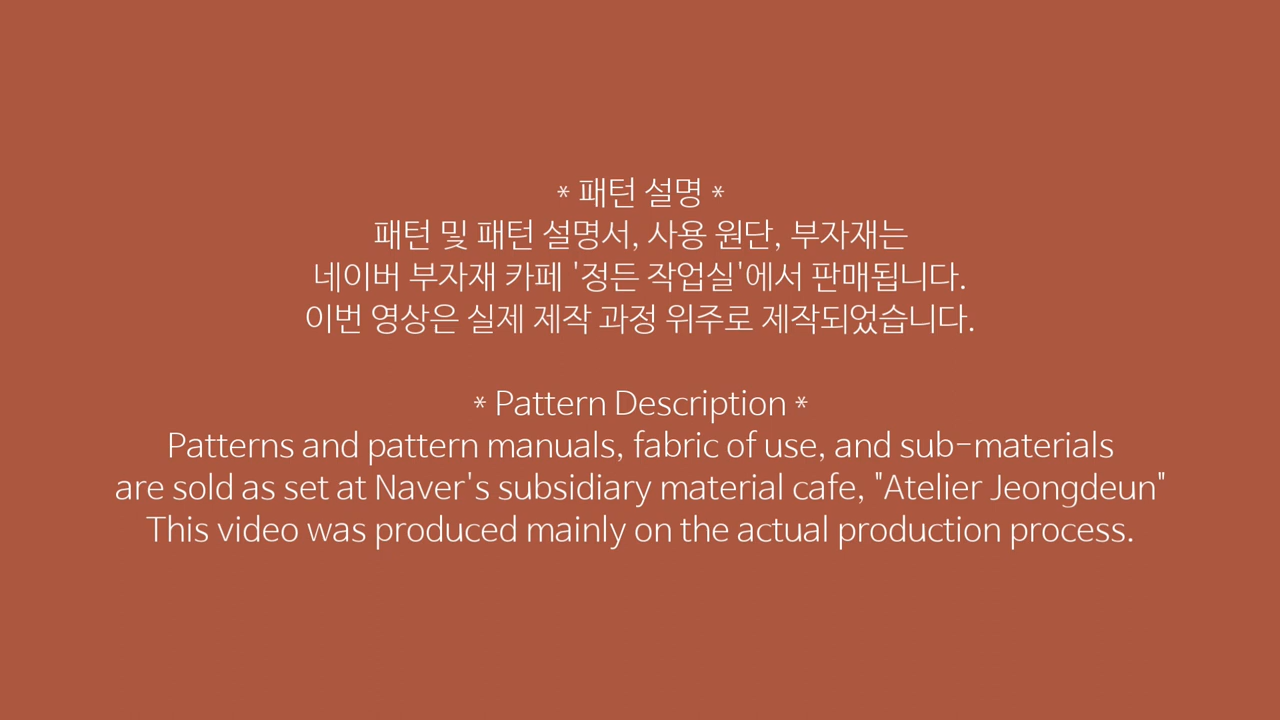 * 패턴 설명 *
패턴 및 패턴 설명서, 사용 원단, 부자재는
네이버 부자재 카페 '정든 작업실'에서 판매됩니다.
이번 영상은 실제 제작 과정 위주로 제작되었습니다.
* Pattern Description *
Patterns and pattern manuals, fabric of use, and sub-materials
are sold as set at Naver's subsidiary material cafe, "Atelier Jeongdeun"
This video was produced mainly on the actual production process.